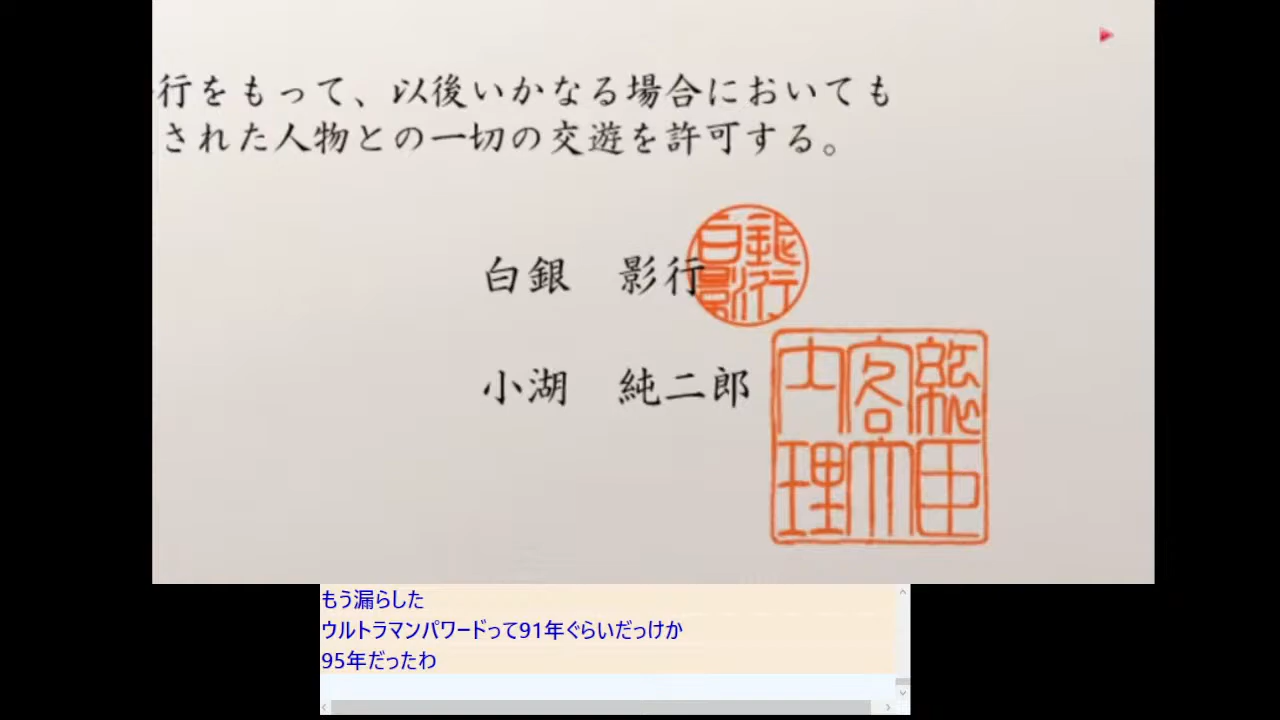 行をもって、以後いかなる場合においても
された人物との一切の交遊を許可する。
白銀　影行
白銀影行
小湖　純二郎
もう漏らした
ウルトラマンパワードって91年ぐらいだっけか
95年だったわ